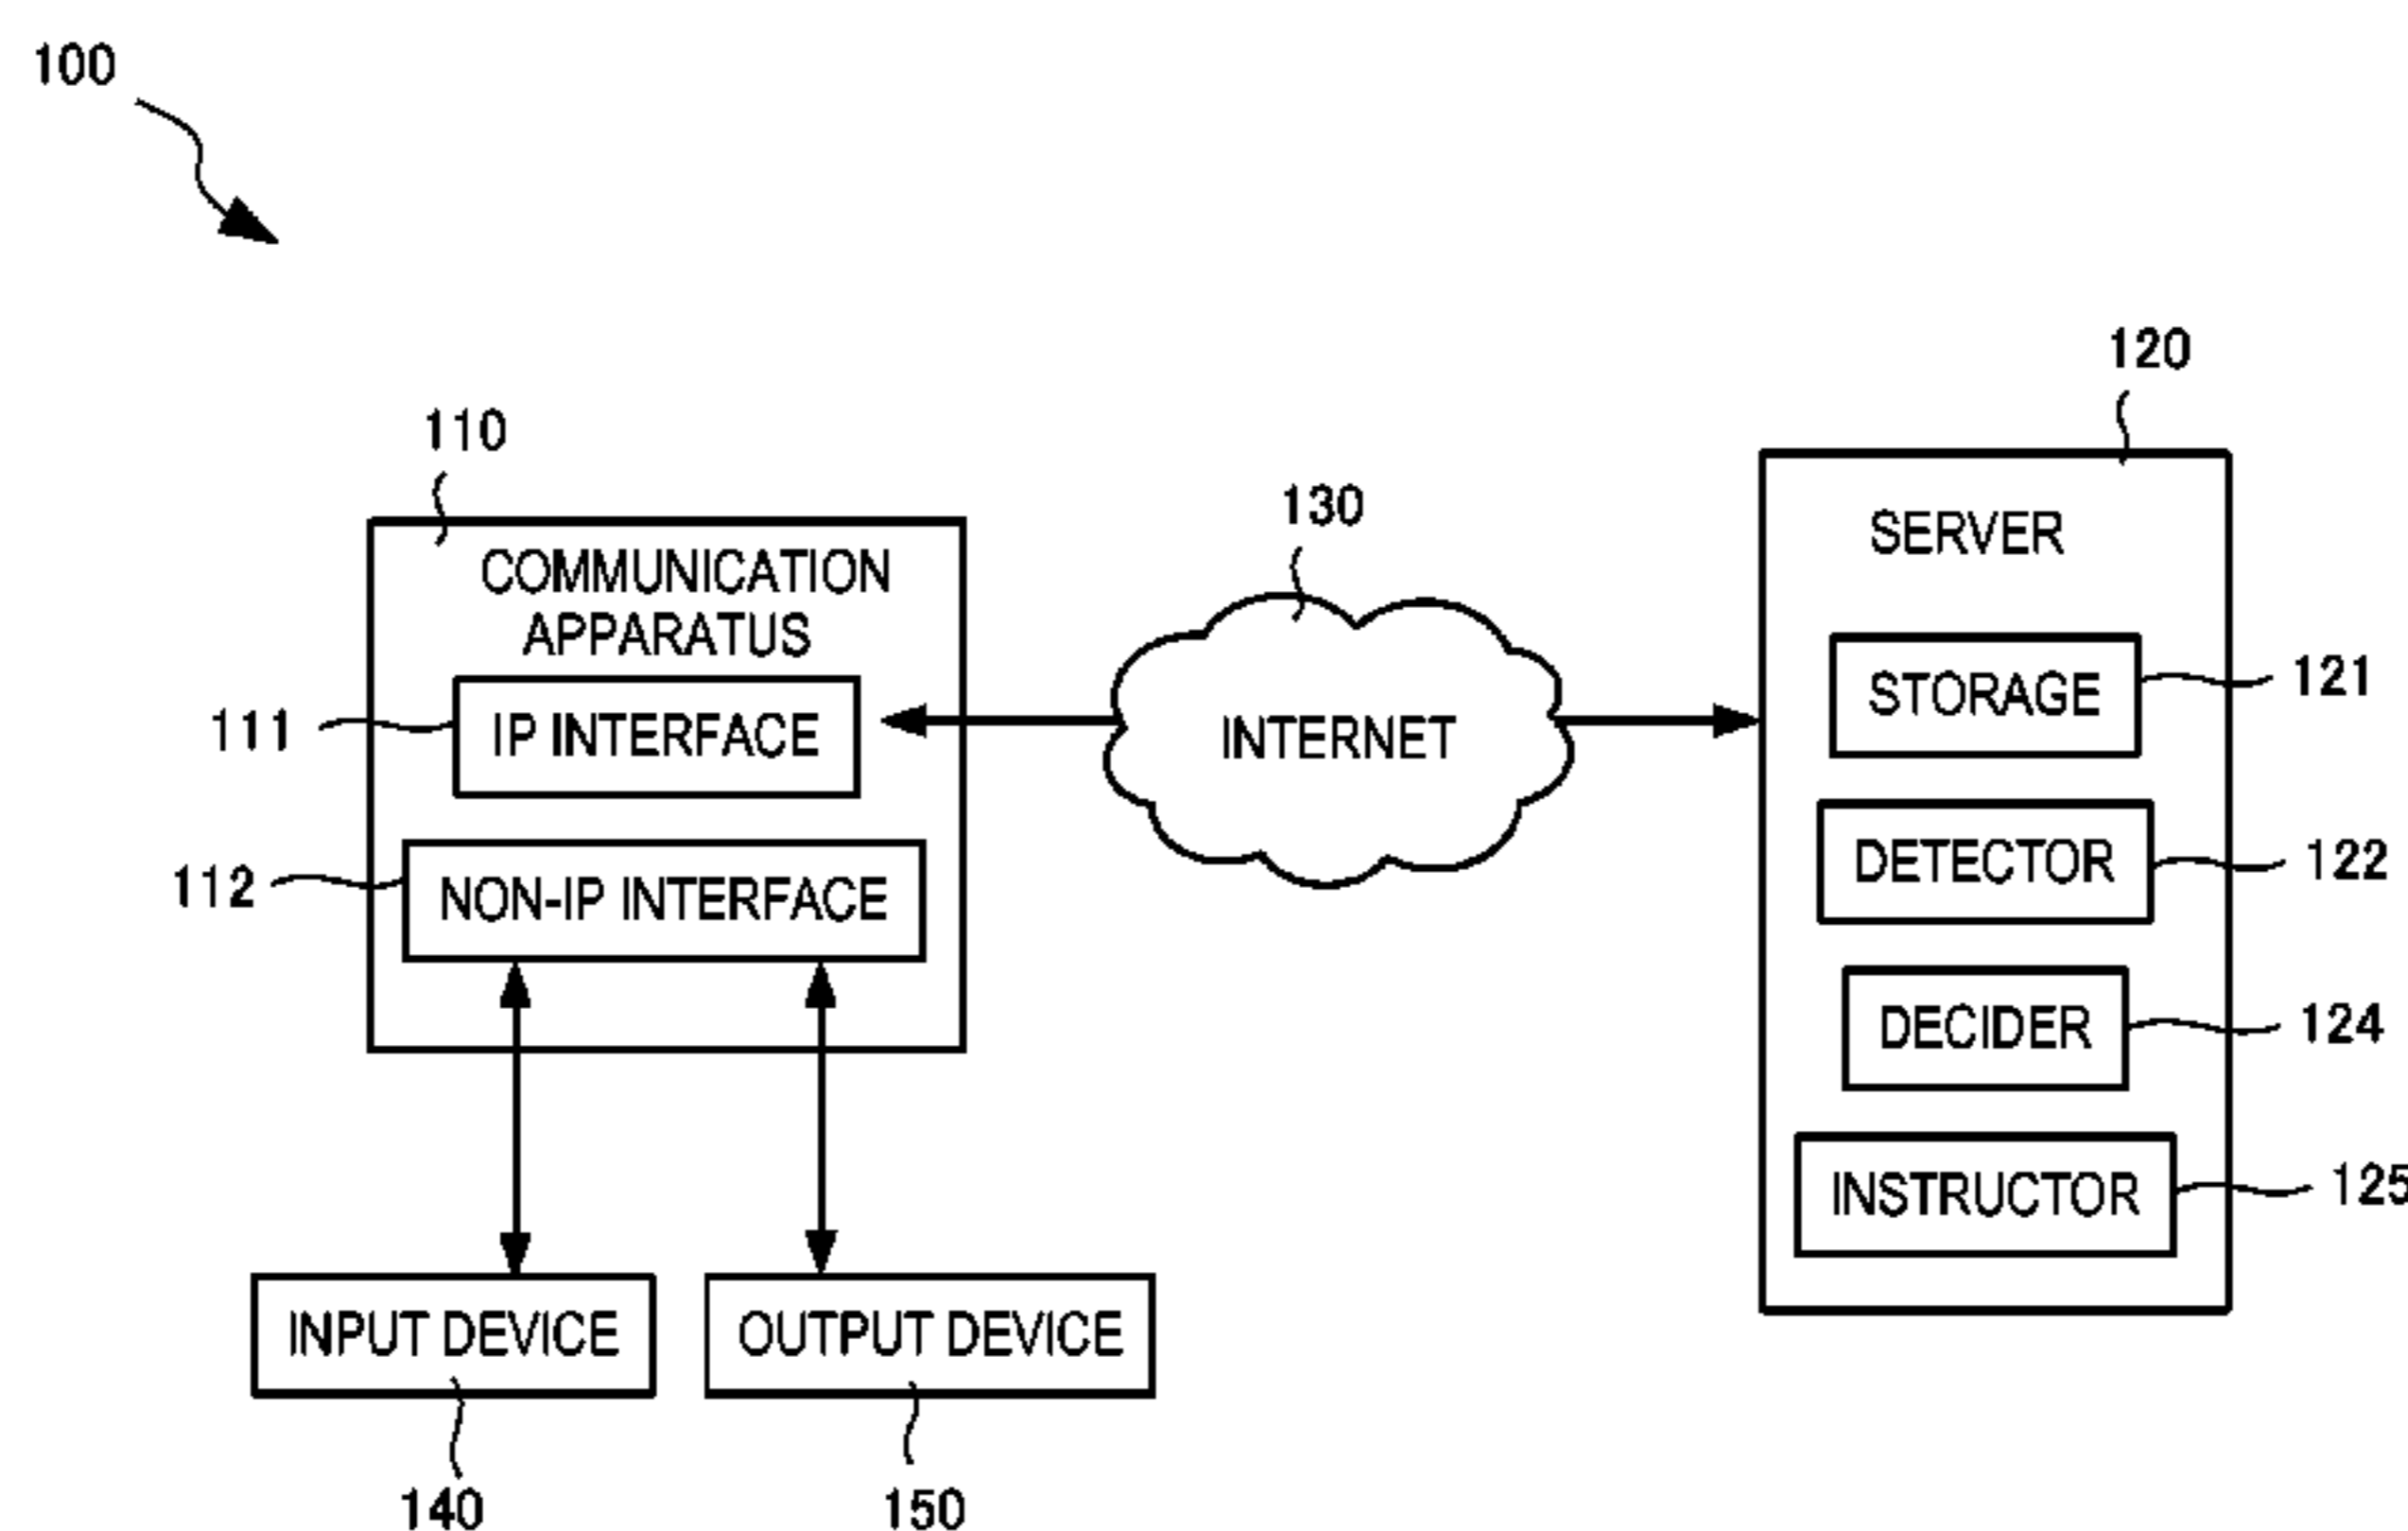 100
120
110
130
COMMUNICATION
APPARATUS
SERVER
111
IP INTERFACE
INTERNET
STORAGE
121
112
NON-IP INTERFACE
DETECTOR
122
DECIDER
124
INSTRUCTOR
125
INPUT DEVICE
OUTPUT DEVICE
140
150